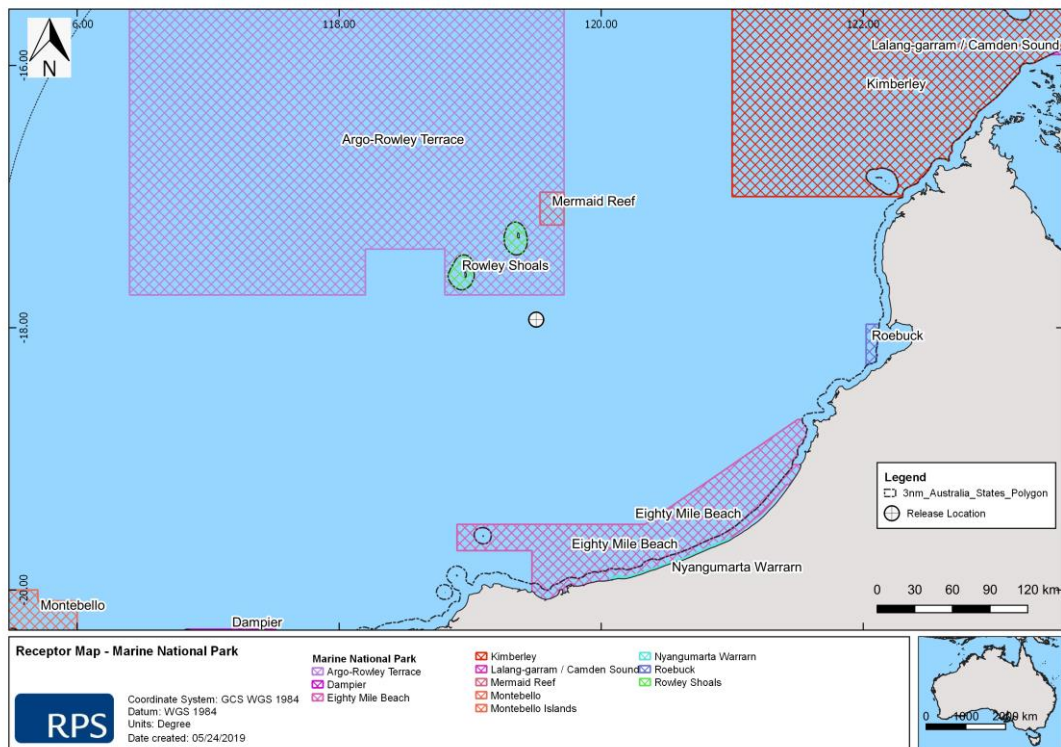 6.00
118.00
120.00
122.00
-16.00
-18.00
-20.00
N
Lalang-garram / Camden Sound
Kimberley
Argo-Rowley Terrace
Mermaid Reef
Rowley Shoals
Roebuck
Eighty Mile Beach
Eighty Mile Beach
Nyangumarta Warrarn
Montebello
Dampier
Legend
3nm_Australia_States_Polygon
Release Location
0 30 60 90 120 km
Receptor Map - Marine National Park
RPS
Coordinate System: GCS WGS 1984
Datum: WGS 1984
Units: Degree
Date created: 05/24/2019
Marine National Park
Argo-Rowley Terrace
Dampier
Eighty Mile Beach
Kimberley
Lalang-garram / Camden Sound
Mermaid Reef
Montebello
Montebello Islands
Nyangumarta Warrarn
Roebuck
Rowley Shoals
0 1000 2000 km